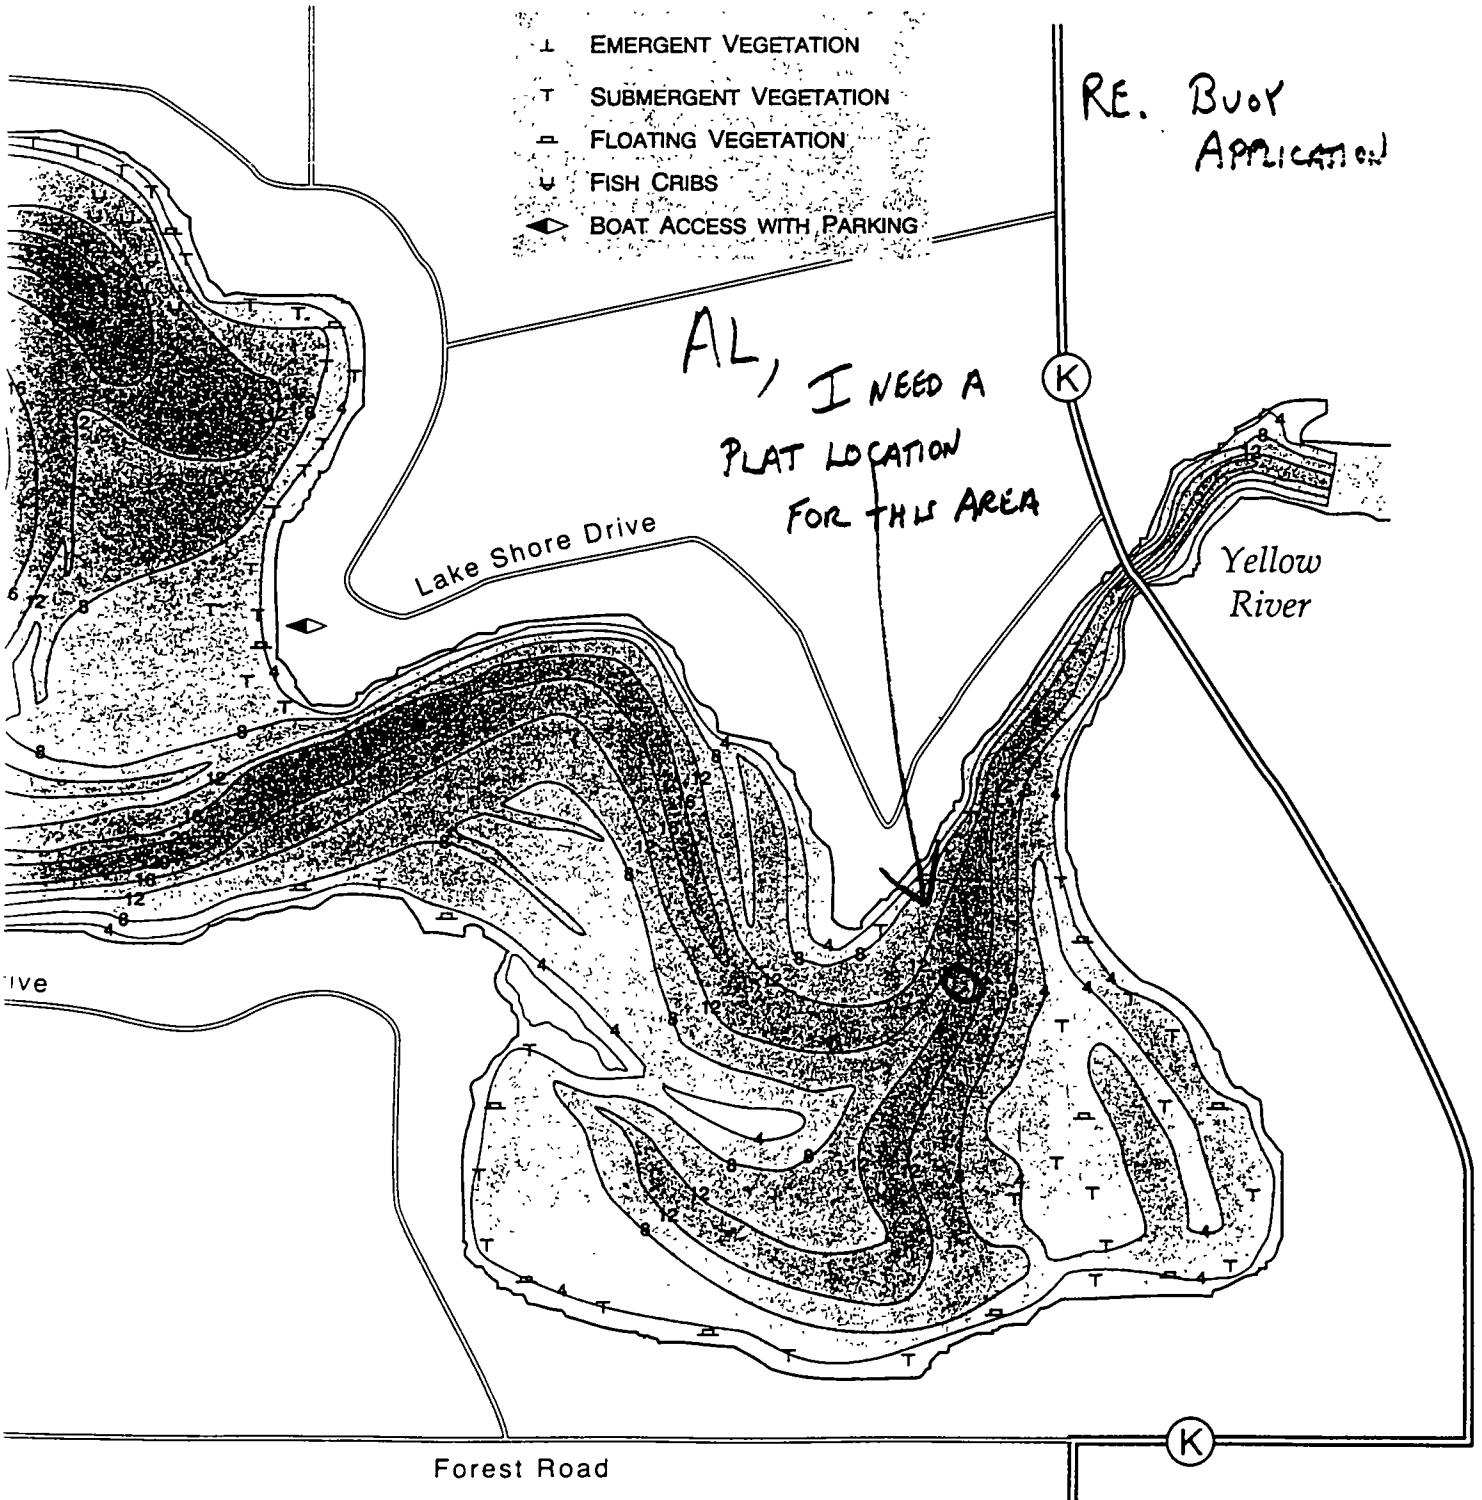 EMERGENT VEGETATION
SUBMERGENT VEGETATION
FLOATING VEGETATION
FISH CRIBS
BOAT ACCESS WITH PARKING
RE. BUOY
APPLICATION
AL,
I NEED A
PLAT LOCATION
FOR THIS AREA
K
Lake Shore Drive
Yellow
River
ive
Forest Road
K